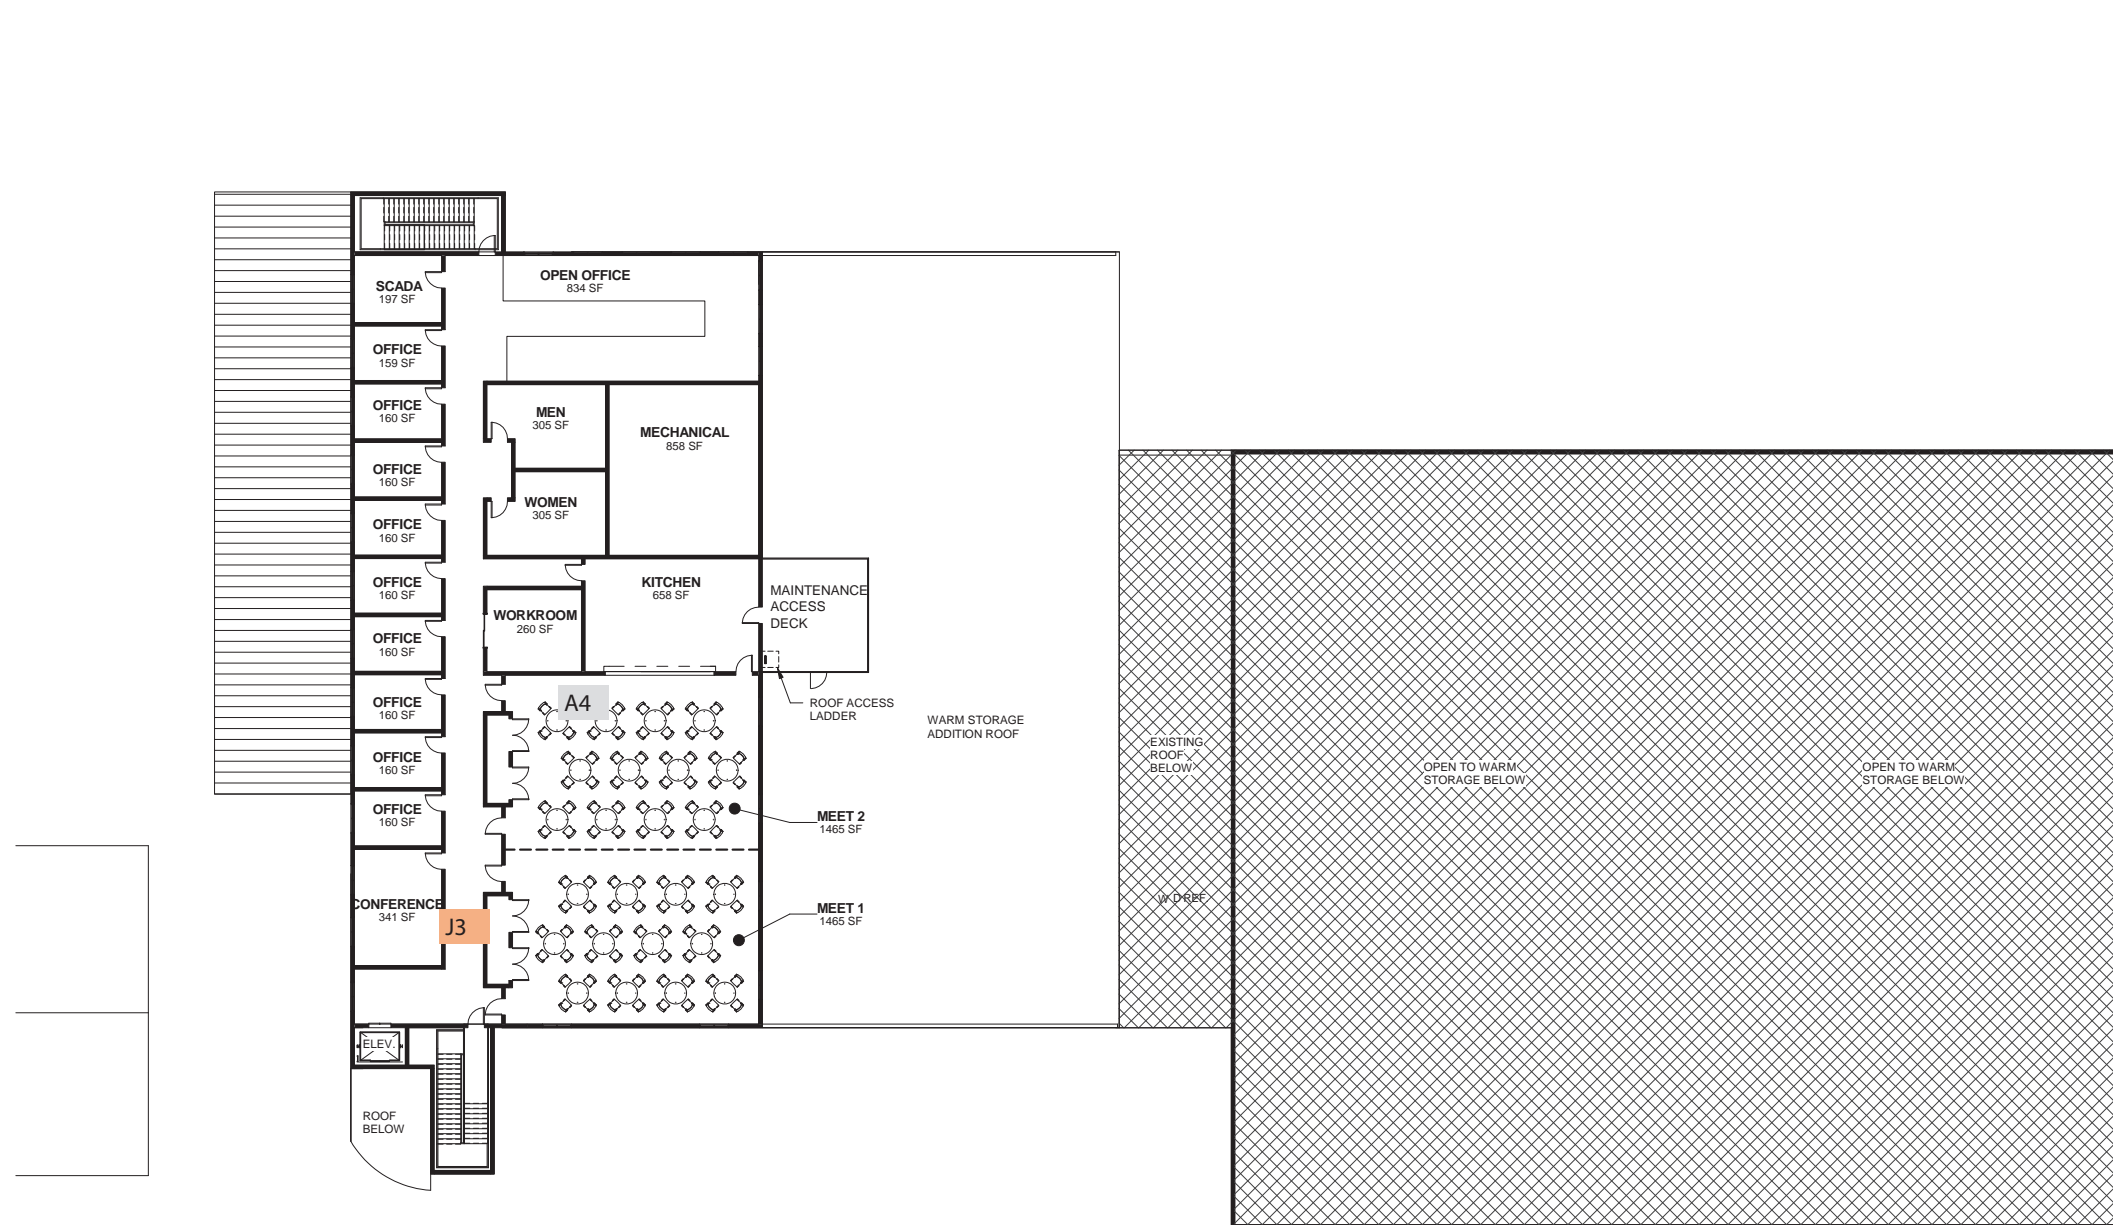 SCADA
197 SF
OPEN OFFICE
834 SF
OFFICE
159 SF
OFFICE
160 SF
MEN
305 SF
MECHANICAL
858 SF
OFFICE
160 SF
WOMEN
305 SF
OFFICE
160 SF
OFFICE
160 SF
KITCHEN
658 SF
MAINTENANCE
ACCESS
DECK
WORKROOM
260 SF
OFFICE
160 SF
OFFICE
160 SF
A4
ROOF ACCESS
LADDER
WARM STORAGE
ADDITION ROOF
EXISTING
ROOF
BELOW
OPEN TO WARM
STORAGE BELOW
OPEN TO WARM
STORAGE BELOW
OFFICE
160 SF
OFFICE
160 SF
MEET 2
1465 SF
CONFERENCE
341 SF
J3
MEET 1
1465 SF
ELEV.
ROOF
BELOW